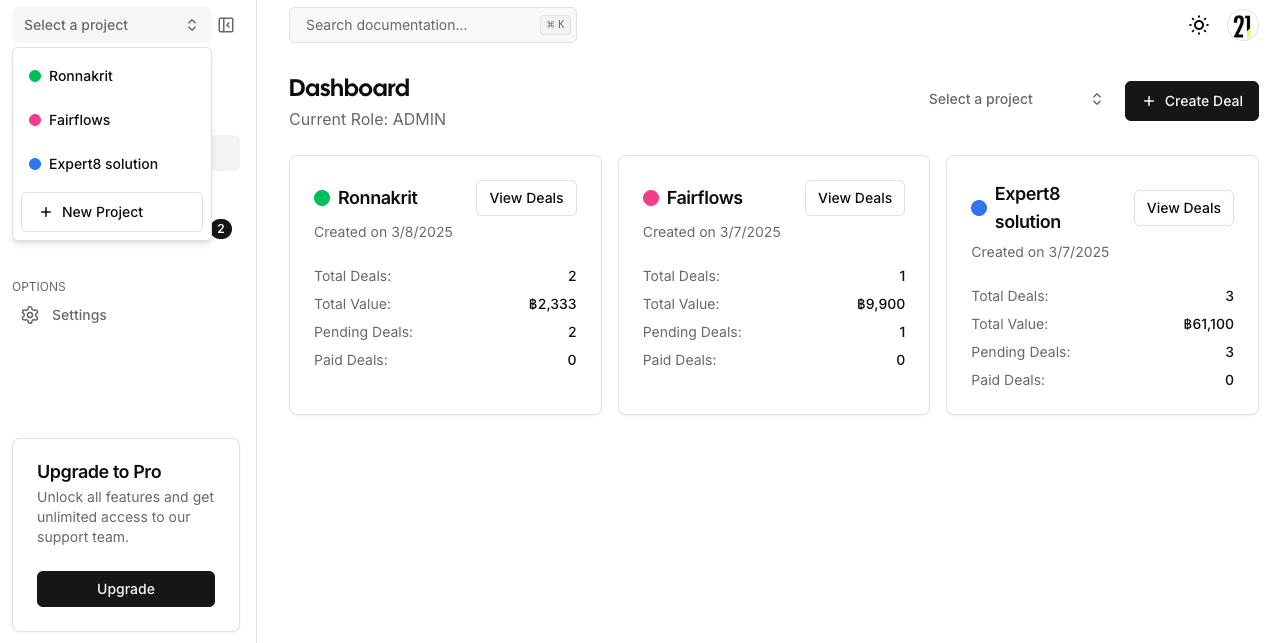 Select a project
Ronnakrit
Fairflows
Expert8 solution
+ New Project
2
OPTIONS
Settings
Upgrade to Pro
Unlock all features and get
unlimited access to our
support team.
Upgrade
Search documentation...
⌘ K
21
Dashboard
Current Role: ADMIN
Select a project
+ Create Deal
Ronnakrit
View Deals
Created on 3/8/2025
Total Deals: 2
Total Value: ฿2,333
Pending Deals: 2
Paid Deals: 0
Fairflows
View Deals
Created on 3/7/2025
Total Deals: 1
Total Value: ฿9,900
Pending Deals: 1
Paid Deals: 0
Expert8
solution
View Deals
Created on 3/7/2025
Total Deals: 3
Total Value: ฿61,100
Pending Deals: 3
Paid Deals: 0